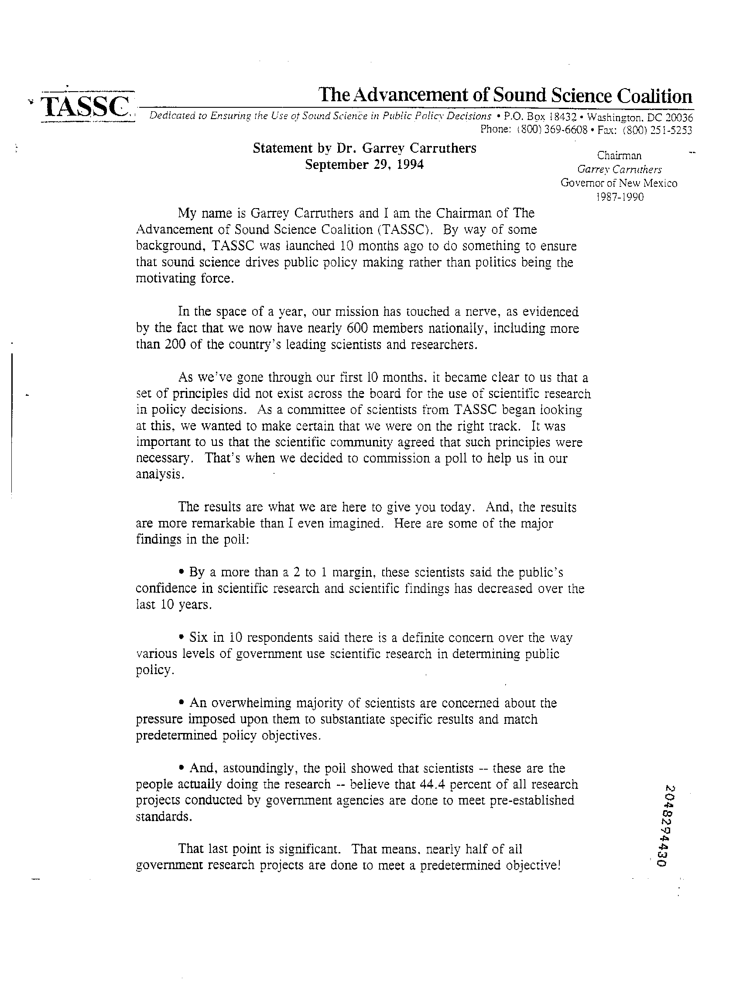 TASSC
The Advancement of Sound Science Coalition
Dedicated to Ensuring the Use of Sound Science in Public Policy Decisions • P.O. Box 18432 • Washington, DC 20036
Phone: (800) 369-6608 • Fax: (800) 251-5253
Statement by Dr. Garrey Carruthers
September 29, 1994
Chairman
Garrey Carruthers
Governor of New Mexico
1987-1990
My name is Garrey Carruthers and I am the Chairman of The
Advancement of Sound Science Coalition (TASSC). By way of some
background, TASSC was launched 10 months ago to do something to ensure
that sound science drives public policy making rather than politics being the
motivating force.
In the space of a year, our mission has touched a nerve, as evidenced
by the fact that we now have nearly 600 members nationally, including more
than 200 of the country's leading scientists and researchers.
As we've gone through our first 10 months, it became clear to us that a
set of principles did not exist across the board for the use of scientific research
in policy decisions. As a committee of scientists from TASSC began looking
at this, we wanted to make certain that we were on the right track. It was
important to us that the scientific community agreed that such principles were
necessary. That's when we decided to commission a poll to help us in our
analysis.
The results are what we are here to give you today. And, the results
are more remarkable than I even imagined. Here are some of the major
findings in the poll:
• By a more than a 2 to 1 margin, these scientists said the public's
confidence in scientific research and scientific findings has decreased over the
last 10 years.
• Six in 10 respondents said there is a definite concern over the way
various levels of government use scientific research in determining public
policy.
• An overwhelming majority of scientists are concerned about the
pressure imposed upon them to substantiate specific results and match
predetermined policy objectives.
• And, astoundingly, the poll showed that scientists -- these are the
people actually doing the research -- believe that 44.4 percent of all research
projects conducted by government agencies are done to meet pre-established
standards.
That last point is significant. That means, nearly half of all
government research projects are done to meet a predetermined objective!
2048294430